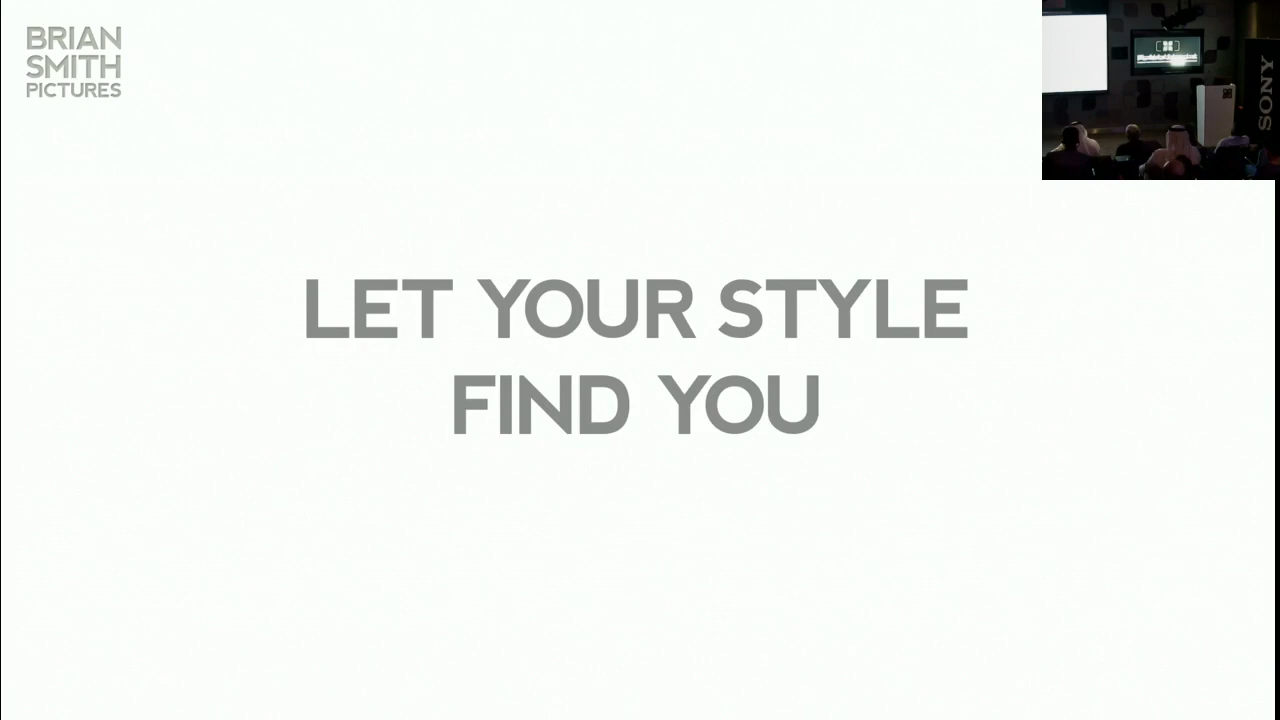 BRIAN
SMITH
PICTURES
LET YOUR STYLE
FIND YOU
SONY